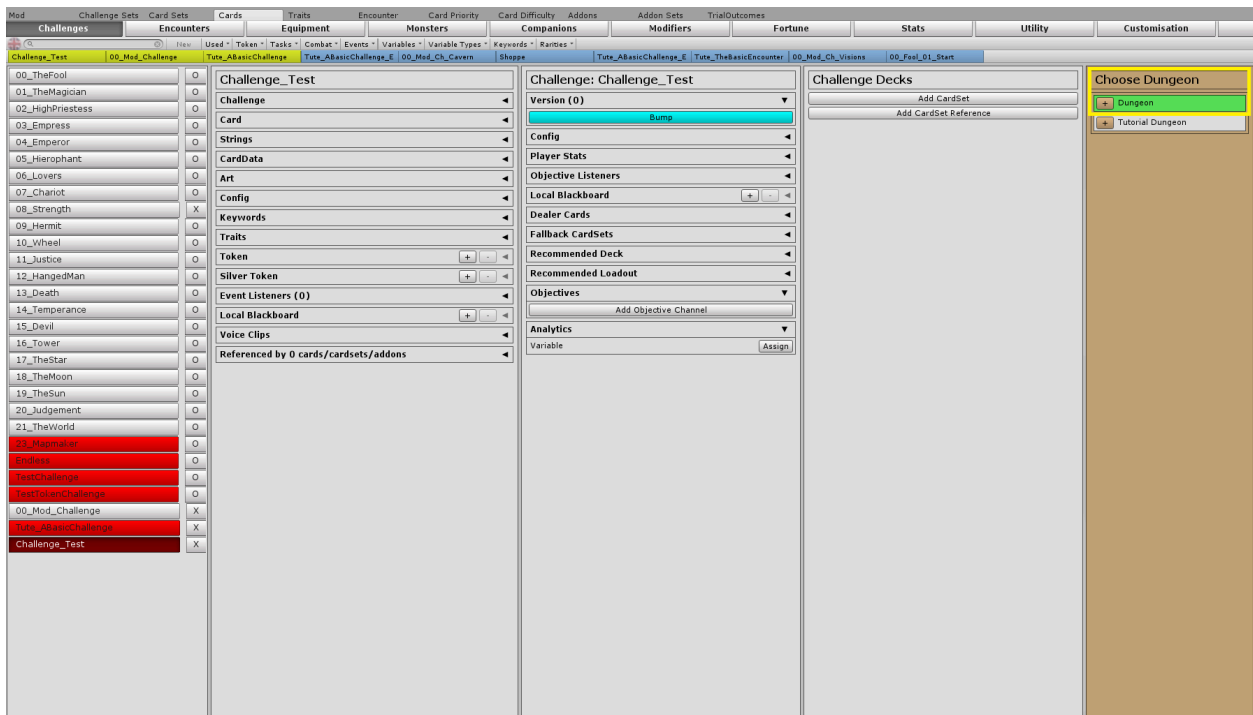 Mod Challenge Sets Card Sets Cards Traits Encounter Card Priority Card Difficulty Addons Addon Sets TrialOutcomes
Challenges Encounters Equipment Monsters Companions Modifiers Fortune Stats Utility Customisation
New Used Token Tasks Combat Events Variables Variable Types Keywords Rarities
Challenge_Test 00_Mod_Challenge Tute_ABasicChallenge Tute_ABasicChallenge_E 00_Mod_Ch_Cavern Shoppe Tute_ABasicChallenge_E Tute_TheBasicEncounter 00_Mod_Ch_Visions 00_Fool_01_Start
00_TheFool O
01_TheMagician O
02_HighPriestess O
03_Empress O
04_Emperor O
05_Hierophant O
06_Lovers O
07_Chariot O
08_Strength X
09_Hermit O
10_Wheel O
11_Justice O
12_HangedMan O
13_Death O
14_Temperance O
15_Devil O
16_Tower O
17_TheStar O
18_TheMoon O
19_TheSun O
20_Judgement O
21_TheWorld O
23_Mapmaker O
Endless O
TestChallenge O
TestTokenChallenge O
00_Mod_Challenge X
Tute_ABasicChallenge X
Challenge_Test X
Challenge_Test
Challenge
Card
Strings
CardData
Art
Config
Keywords
Traits
Token + -
Silver Token + -
Event Listeners (0)
Local Blackboard + -
Voice Clips
Referenced by 0 cards/cardsets/addons
Challenge: Challenge_Test
Version (0)
Bump
Config
Player Stats
Objective Listeners
Local Blackboard + -
Dealer Cards
Fallback CardSets
Recommended Deck
Recommended Loadout
Objectives
Add Objective Channel
Analytics
Variable Assign
Challenge Decks
Add CardSet
Add CardSet Reference
Choose Dungeon
+ Dungeon
+ Tutorial Dungeon